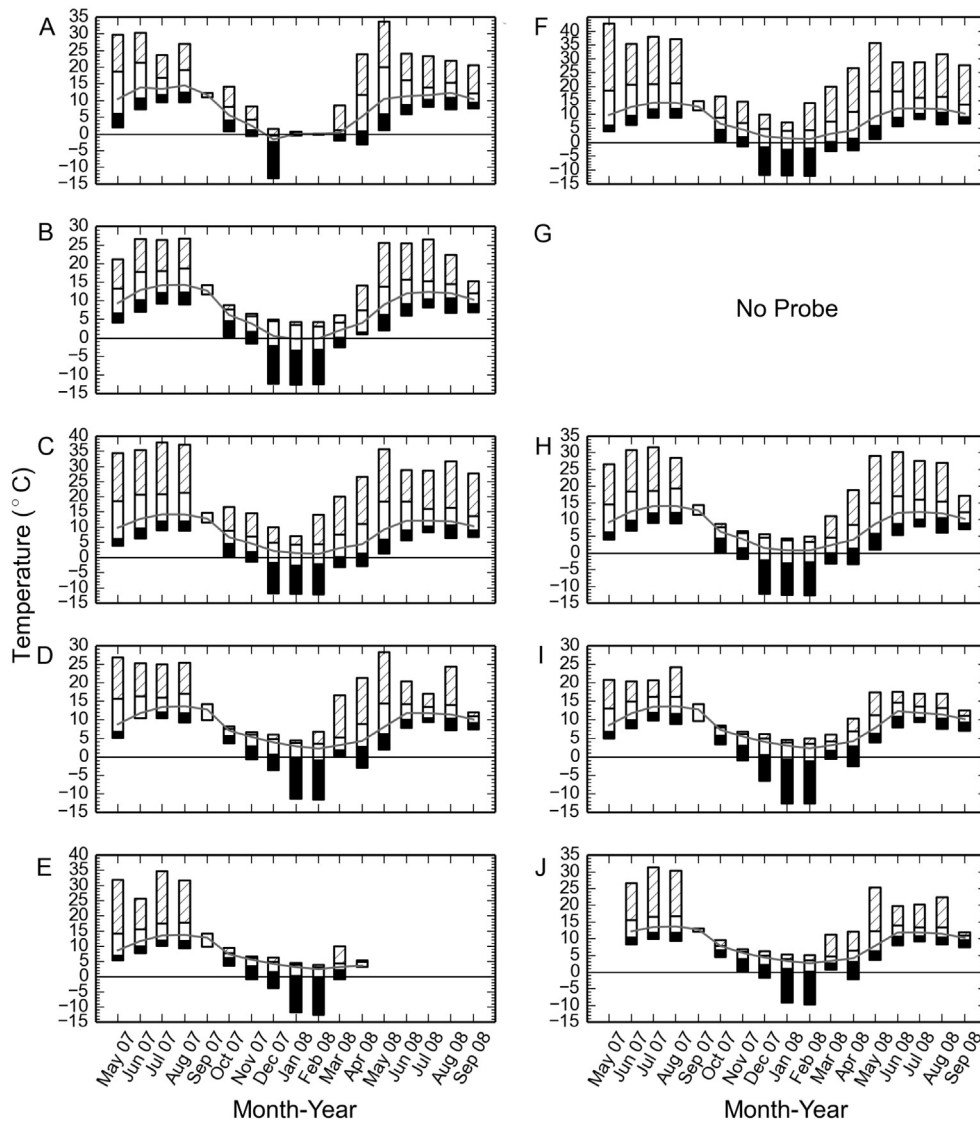 A
35
30
25
20
15
10
5
0
−5
−10
−15
F
40
35
30
25
20
15
10
5
0
−5
−10
−15
B
30
25
20
15
10
5
0
−5
−10
−15
G
No Probe
C
40
35
30
25
20
15
10
5
0
−5
−10
−15
H
35
30
25
20
15
10
5
0
−5
−10
−15
Temperature (° C)
D
30
25
20
15
10
5
0
−5
−10
−15
I
30
25
20
15
10
5
0
−5
−10
−15
E
35
30
25
20
15
10
5
0
−5
−10
−15
J
35
30
25
20
15
10
5
0
−5
−10
−15
May 07
Jun 07
Jul 07
Aug 07
Sep 07
Oct 07
Nov 07
Dec 07
Jan 08
Feb 08
Mar 08
Apr 08
May 08
Jun 08
Jul 08
Aug 08
Sep 08
May 07
Jun 07
Jul 07
Aug 07
Sep 07
Oct 07
Nov 07
Dec 07
Jan 08
Feb 08
Mar 08
Apr 08
May 08
Jun 08
Jul 08
Aug 08
Sep 08
Month-Year
Month-Year